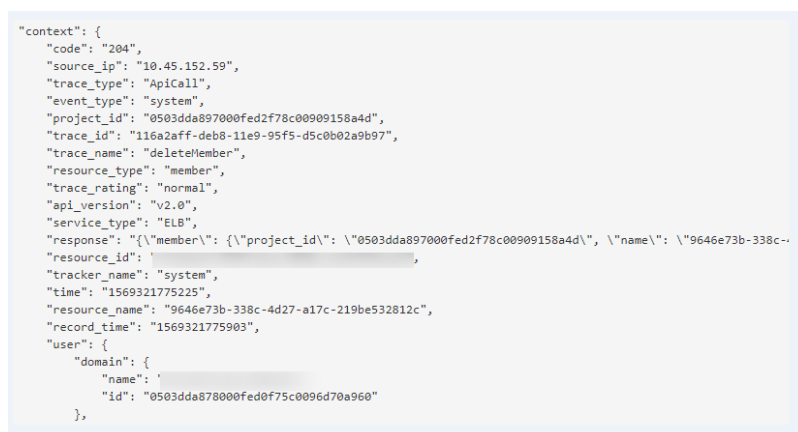 "context": {
"code": "204",
"source_ip": "10.45.152.59",
"trace_type": "ApiCall",
"event_type": "system",
"project_id": "0503dda897000fed2f78c00909158a4d",
"trace_id": "116a2aff-deb8-11e9-95f5-d5c0b02a9b97",
"trace_name": "deleteMember",
"resource_type": "member",
"trace_rating": "normal",
"api_version": "v2.0",
"service_type": "ELB",
"response": "{\"member\": {\"project_id\": \"0503dda897000fed2f78c00909158a4d\", \"name\": \"9646e73b-338c-
"resource_id": "
,
"tracker_name": "system",
"time": "1569321775225",
"resource_name": "9646e73b-338c-4d27-a17c-219be532812c",
"record_time": "1569321775903",
"user": {
"domain": {
"name": "
"id": "0503dda878000fed0f75c0096d70a960"
},